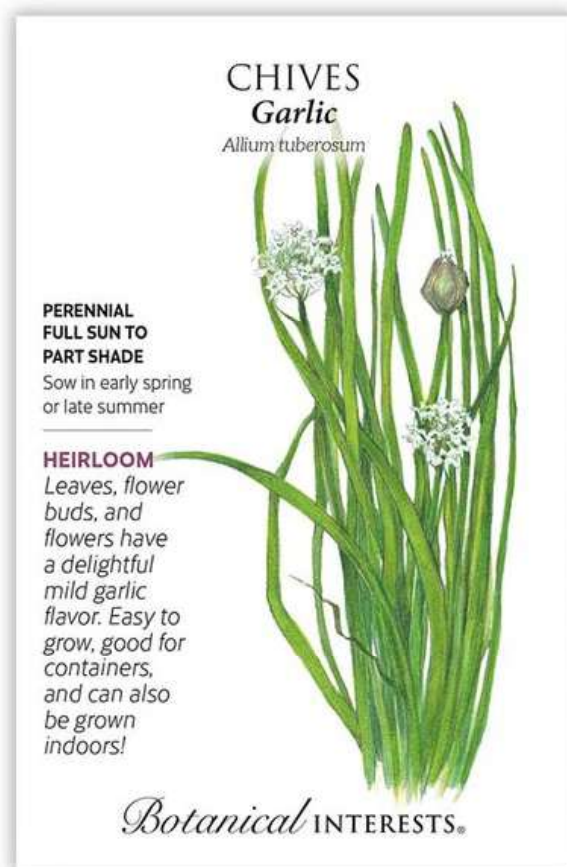 CHIVES
Garlic
Allium tuberosum
PERENNIAL
FULL SUN TO
PART SHADE
Sow in early spring
or late summer
HEIRLOOM
Leaves, flower
buds, and
flowers have
a delightful
mild garlic
flavor. Easy to
grow, good for
containers,
and can also
be grown
indoors!
Botanical INTERESTS®